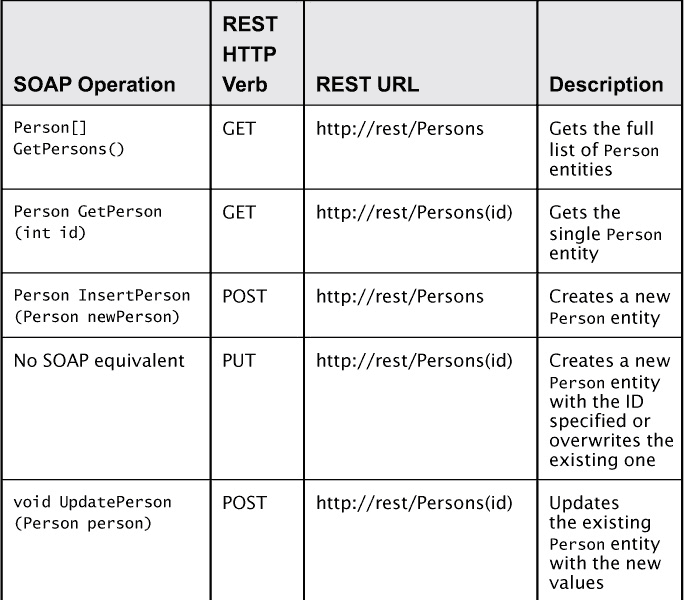 SOAP Operation
REST
HTTP
Verb
REST URL
Description
Person[]
GetPersons()
GET
http://rest/Persons
Gets the full
list of Person
entities
Person GetPerson
(int id)
GET
http://rest/Persons(id)
Gets the
single Person
entity
Person InsertPerson
(Person newPerson)
POST
http://rest/Persons
Creates a new
Person entity
No SOAP equivalent
PUT
http://rest/Persons(id)
Creates a new
Person entity
with the ID
specified or
overwrites the
existing one
void UpdatePerson
(Person person)
POST
http://rest/Persons(id)
Updates
the existing
Person entity
with the new
values